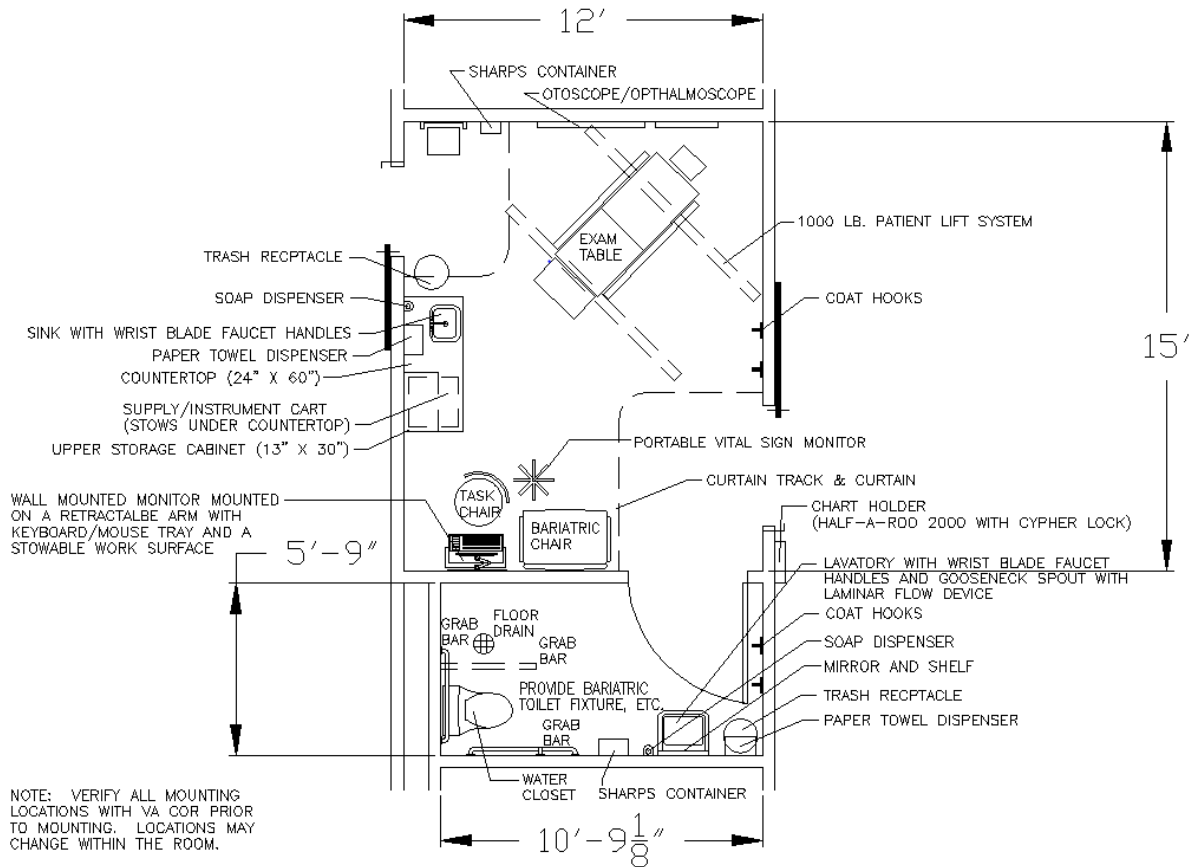 12'
SHARPS CONTAINER
OTOSCOPE/OPTHALMOSCOPE
EXAM
TABLE
1000 LB. PATIENT LIFT SYSTEM
TRASH RECPTACLE
SOAP DISPENSER
COAT HOOKS
SINK WITH WRIST BLADE FAUCET HANDLES
15'
PAPER TOWEL DISPENSER
COUNTERTOP (24" X 60")
SUPPLY/INSTRUMENT CART
(STOWS UNDER COUNTERTOP)
UPPER STORAGE CABINET (13" X 30")
PORTABLE VITAL SIGN MONITOR
CURTAIN TRACK & CURTAIN
TASK
CHAIR
BARIATRIC
CHAIR
WALL MOUNTED MONITOR MOUNTED
ON A RETRACTALBE ARM WITH
KEYBOARD/MOUSE TRAY AND A
STOWABLE WORK SURFACE
CHART HOLDER
(HALF-A-ROO 2000 WITH CYPHER LOCK)
5'-9"
LAVATORY WITH WRIST BLADE FAUCET
HANDLES AND GOOSENECK SPOUT WITH
LAMINAR FLOW DEVICE
COAT HOOKS
SOAP DISPENSER
MIRROR AND SHELF
TRASH RECPTACLE
PAPER TOWEL DISPENSER
GRAB
BAR
FLOOR
DRAIN
GRAB
BAR
PROVIDE BARIATRIC
TOILET FIXTURE, ETC.
GRAB
BAR
WATER
CLOSET
SHARPS CONTAINER
NOTE: VERIFY ALL MOUNTING
LOCATIONS WITH VA COR PRIOR
TO MOUNTING. LOCATIONS MAY
CHANGE WITHIN THE ROOM.
10'-9 1/8"